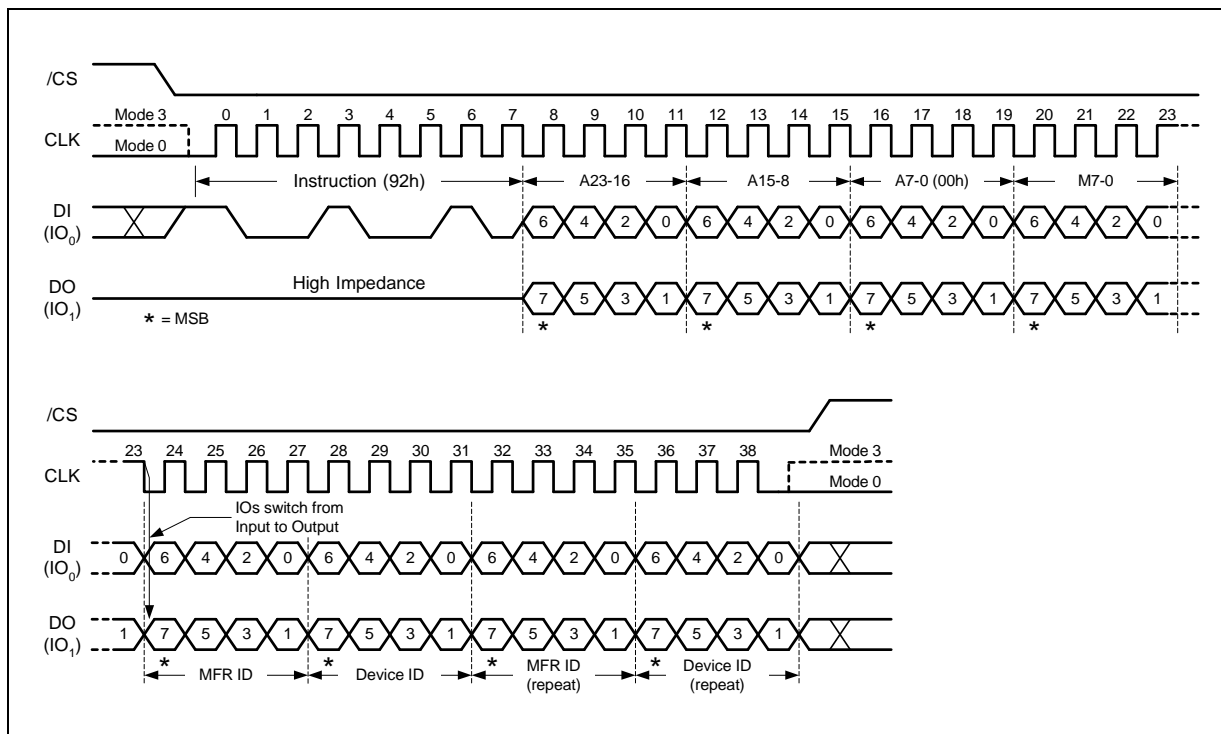 /CS
Mode 3
0 1 2 3 4 5 6 7 8 9 10 11 12 13 14 15 16 17 18 19 20 21 22 23
CLK
Mode 0
Instruction (92h) A23-16 A15-8 A7-0 (00h) M7-0
DI
(IO0)
6 4 2 0 6 4 2 0 6 4 2 0 6 4 2 0
High Impedance
DO
(IO1)
7 5 3 1 7 5 3 1 7 5 3 1 7 5 3 1
* = MSB
* * * *
/CS
23 24 25 26 27 28 29 30 31 32 33 34 35 36 37 38
Mode 3
CLK
Mode 0
IOs switch from
Input to Output
DI
(IO0)
0 6 4 2 0 6 4 2 0 6 4 2 0 6 4 2 0
DO
(IO1)
1 7 5 3 1 7 5 3 1 7 5 3 1 7 5 3 1
* * * *
MFR ID Device ID MFR ID
(repeat) Device ID
(repeat)